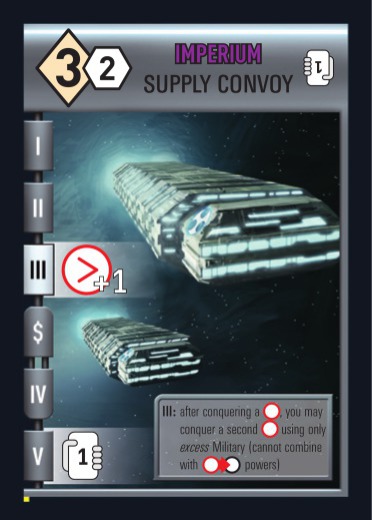 3 2
IMPERIUM
SUPPLY CONVOY
1
I
II
III
+1
$
IV
V
1
III: after conquering a , you may
conquer a second using only
excess Military (cannot combine
with powers)